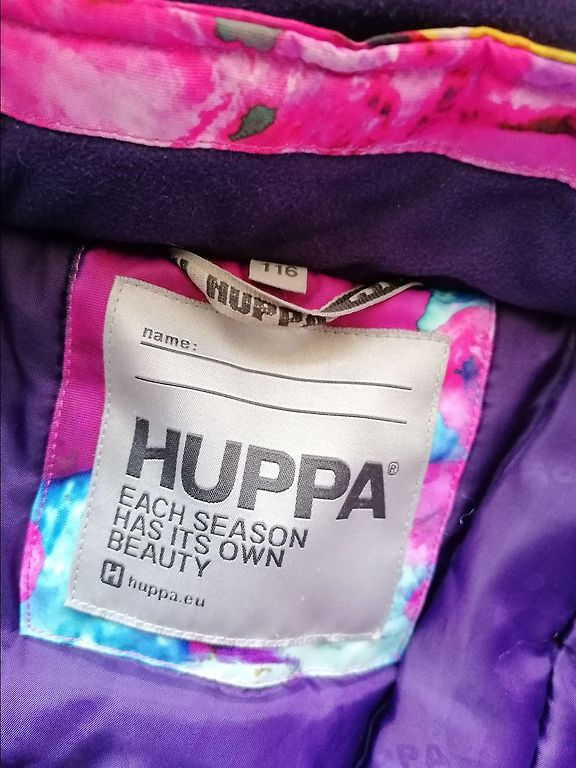 116
HUPPA
name:
HUPPA®
EACH SEASON
HAS ITS OWN
BEAUTY
H huppa.eu